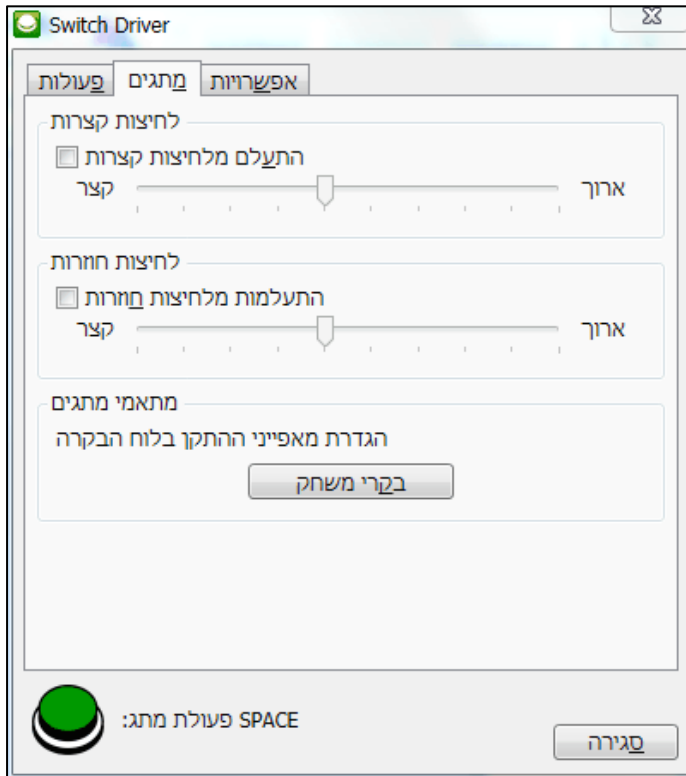 Switch Driver
פעולות
מתגים
אפשרויות
לחיצות קצרות
התעלם מלחיצות קצרות
קצר
ארוך
לחיצות חוזרות
התעלמות מלחיצות חוזרות
קצר
ארוך
מתאמי מתגים
הגדרת מאפייני ההתקן בלוח הבקרה
בקרי משחק
SPACE פעולת מתג:
סגירה